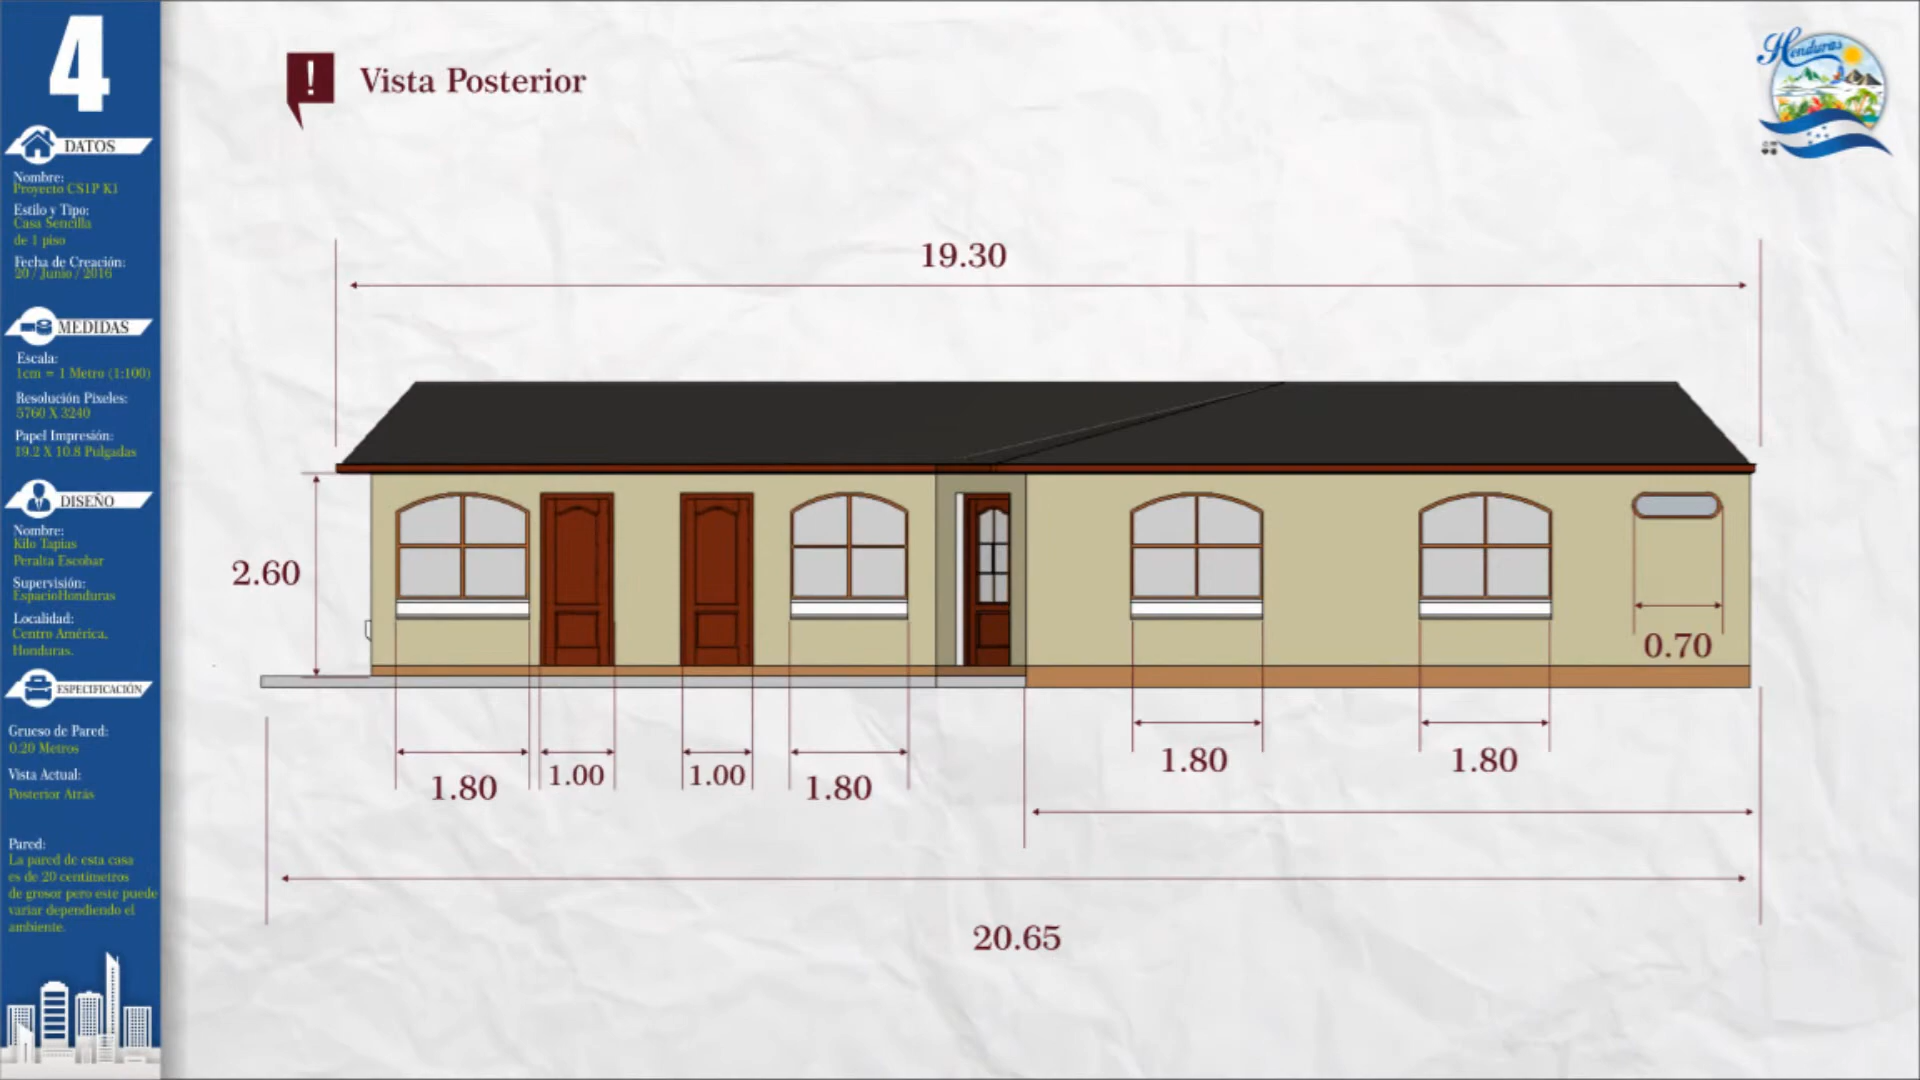 4
DATOS
Nombre:
Proyecto CS1P K1
Estilo y Tipo:
Casa Sencilla
de 1 piso
Fecha de Creación:
20 / Junio / 2016
MEDIDAS
Escala:
1cm = 1 Metro (1:100)
Resolución Pixeles:
5760 X 3240
Papel Impresión:
19.2 X 10.8 Pulgadas
DISEÑO
Nombre:
Kilo Tapias
Peralta Escobar
Supervisión:
EspacioHonduras
Localidad:
Centro América,
Honduras.
ESPECIFICACIÓN
Grueso de Pared:
0.20 Metros
Vista Actual:
Posterior Atrás
Pared:
La pared de esta casa
es de 20 centimetros
de grosor pero este puede
variar dependiendo el
ambiente.
! Vista Posterior
Honduras
19.30
2.60
0.70
1.80 1.00 1.00 1.80 1.80 1.80
20.65